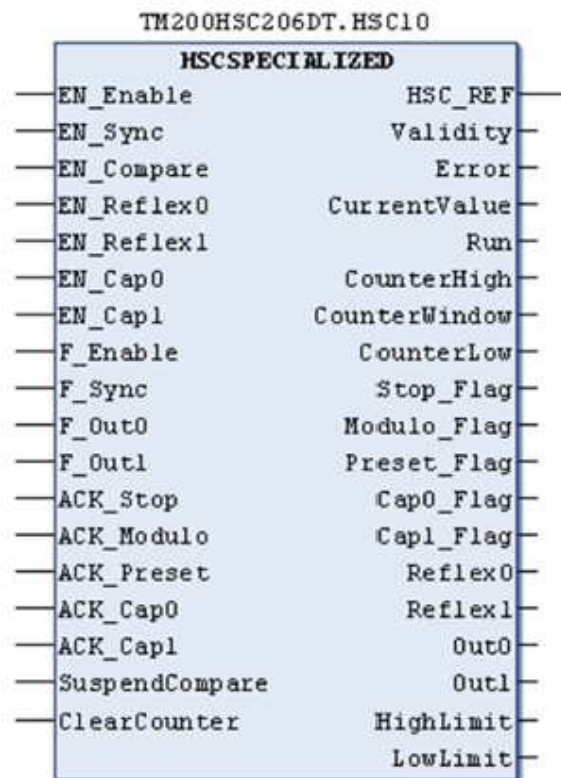 TM200HSC206DT.HSC10
HSCSPECIALIZED
EN_Enable HSC_REF
EN_Sync Validity
EN_Compare Error
EN_Reflex0 CurrentValue
EN_Reflex1 Run
EN_Cap0 CounterHigh
EN_Cap1 CounterWindow
F_Enable CounterLow
F_Sync Stop_Flag
F_Out0 Modulo_Flag
F_Out1 Preset_Flag
ACK_Stop Cap0_Flag
ACK_Modulo Cap1_Flag
ACK_Preset Reflex0
ACK_Cap0 Reflex1
ACK_Cap1 Out0
SuspendCompare Out1
ClearCounter HighLimit
LowLimit